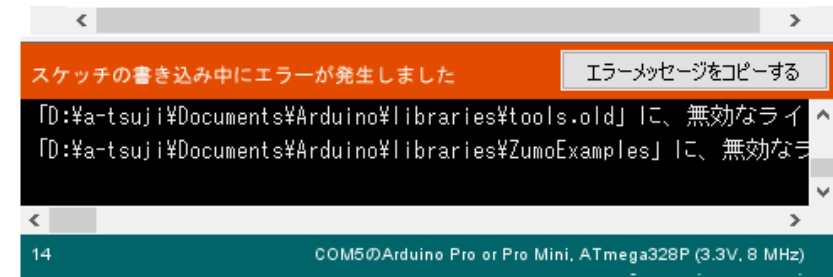 スケッチの書き込み中にエラーが発生しました
エラーメッセージをコピーする
「D:¥a-tsuji¥Documents¥Arduino¥libraries¥tools.old」に、無効なライ
「D:¥a-tsuji¥Documents¥Arduino¥libraries¥ZumoExamples」に、無効なラ
14
COM5のArduino Pro or Pro Mini, ATmega328P (3.3V, 8 MHz)